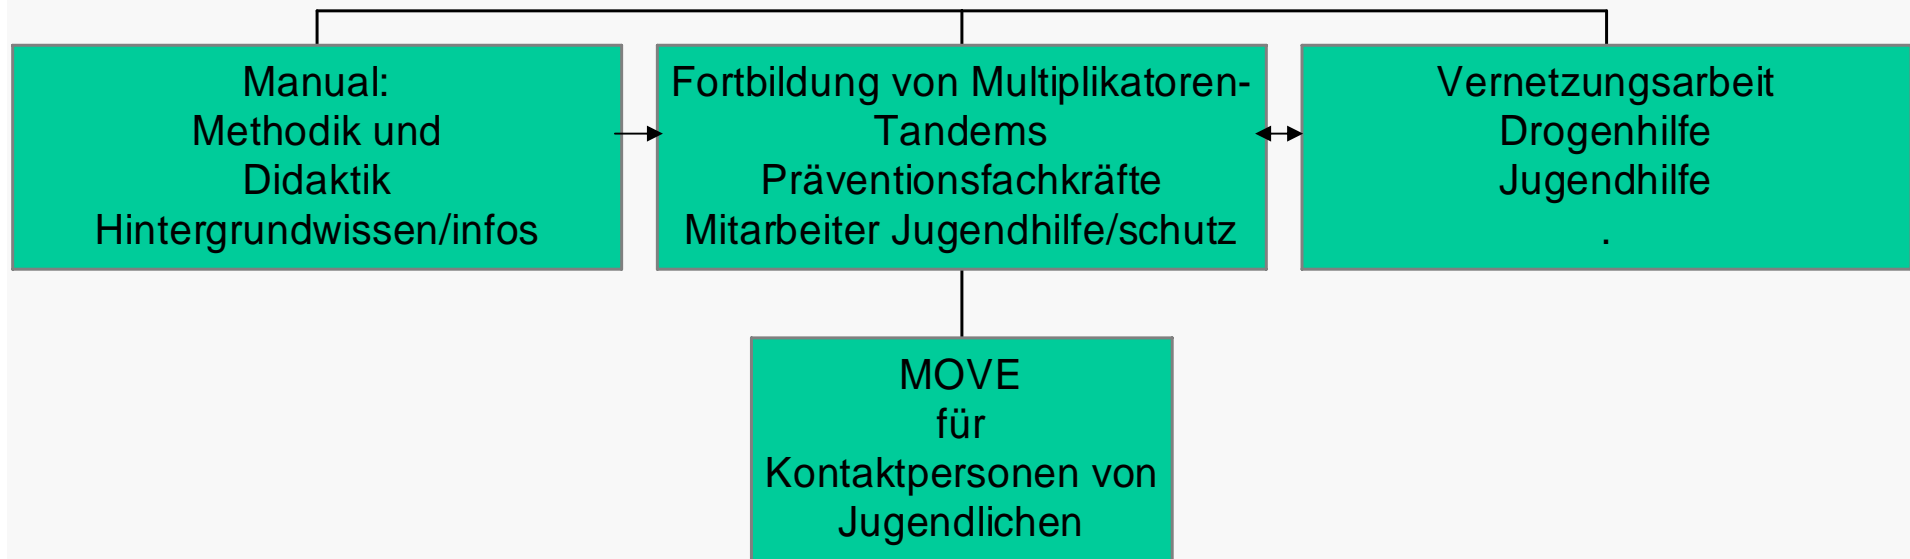 Manual:
Methodik und
Didaktik
Hintergrundwissen/infos
Fortbildung von Multiplikatoren-
Tandems
Präventionsfachkräfte
Mitarbeiter Jugendhilfe/schutz
Vernetzungsarbeit
Drogenhilfe
Jugendhilfe
.
MOVE
für
Kontaktpersonen von
Jugendlichen